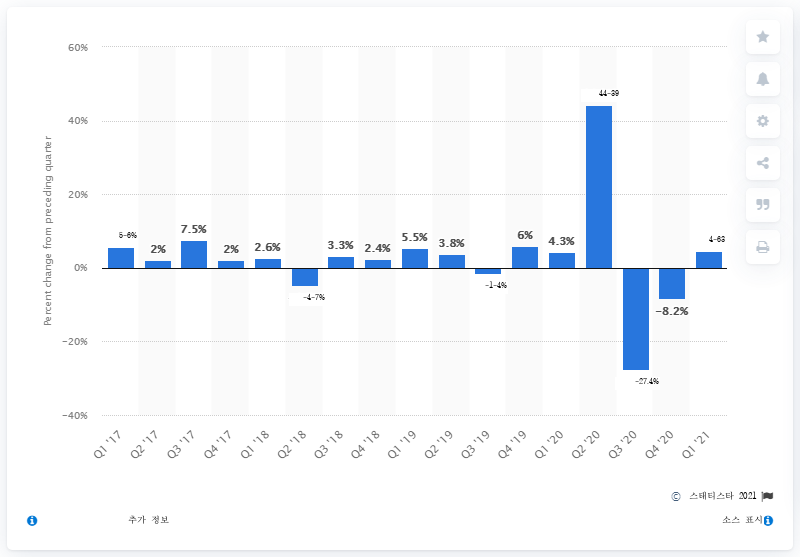 60%
44-39
40%
20%
5-6%
2%
7.5%
2%
2.6%
3.3%
2.4%
5.5%
3.8%
6%
4.3%
4-63
0%
-4-7%
-1-4%
−8.2%
−20%
-27.4%
−40%
Percent change from preceding quarter
Q1 '17
Q2 '17
Q3 '17
Q4 '17
Q1 '18
Q2 '18
Q3 '18
Q4 '18
Q1 '19
Q2 '19
Q3 '19
Q4 '19
Q1 '20
Q2 '20
Q3 '20
Q4 '20
Q1 '21
© 스태티스타 2021
추가 정보
소스 표시